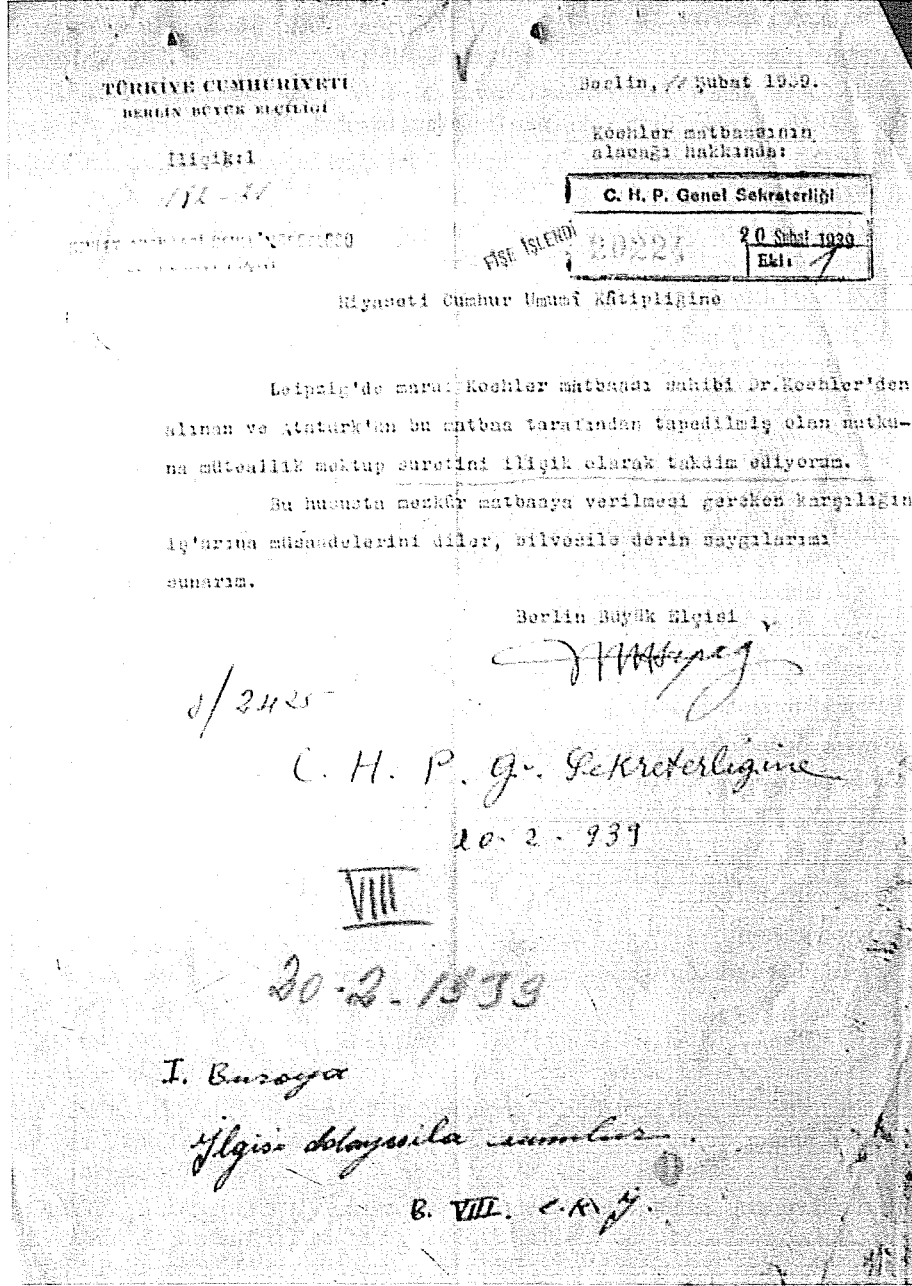 TÜRKİYE CUMHURİYETİ
BERLİN BÜYÜK ELÇİLİĞİ
İlişik:1
Berlin, Şubat 1939.
Koehler matbaasının
alacağı hakkında:
C. H. P. Genel Sekreterliği
FİŞE İŞLENDİ
20224
20 Şubat 1939
Eki: 1
Riyaseti Cumhur Umumî Kâtipliğine
Leipzig'de maruf Koehler matbaası sahibi Dr.Koehler'den
alınan ve Atatürk'ün bu matbaa tarafından tapedilmiş olan nutku-
na müteallik mektup suretini ilişik olarak takdim ediyorum.
Bu hususta mezkûr matbaaya verilmesi gereken karşılığın
iş'arına müsaadelerini diler, bilvesile derin saygılarımı
sunarım.
Berlin Büyük Elçisi
2425
C. H. P. G. Sekreterliğine
20-2-939
VIII
20-2-1939
I. Buroya
İlgisi dolayısila sunulur.
B. VIII.